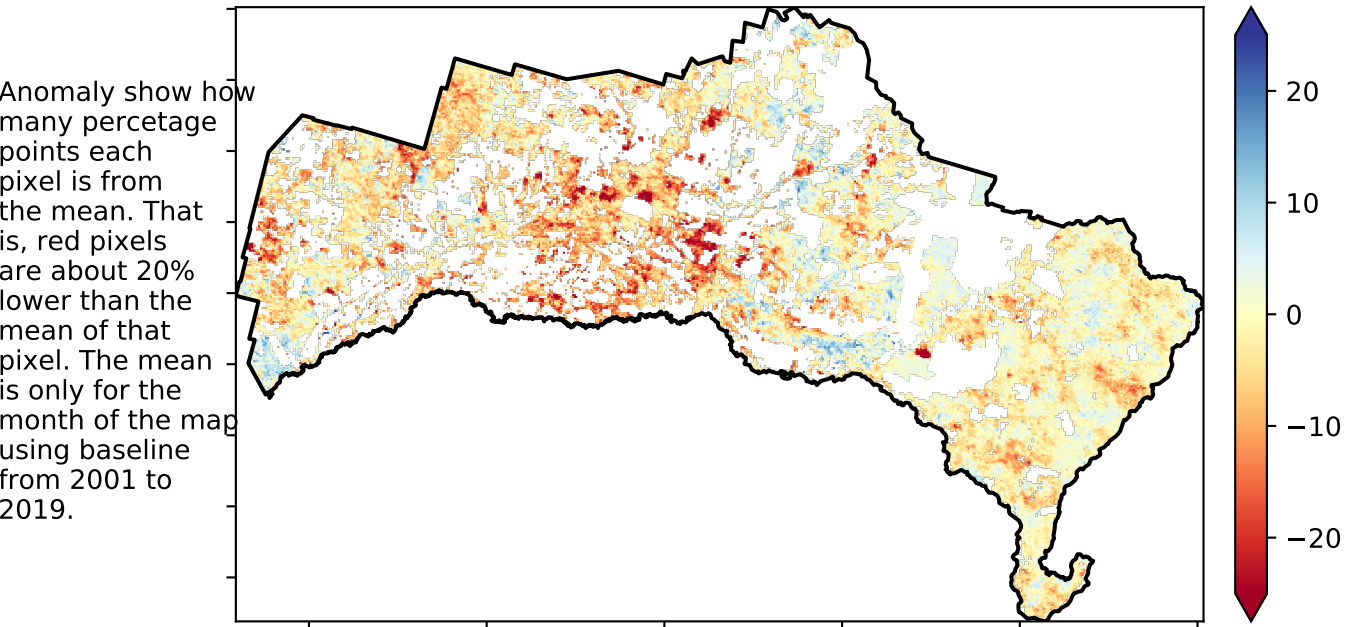 Anomaly show how
many percetage
points each
pixel is from
the mean. That
is, red pixels
are about 20%
lower than the
mean of that
pixel. The mean
is only for the
month of the map
using baseline
from 2001 to
2019.
20
10
0
−10
−20